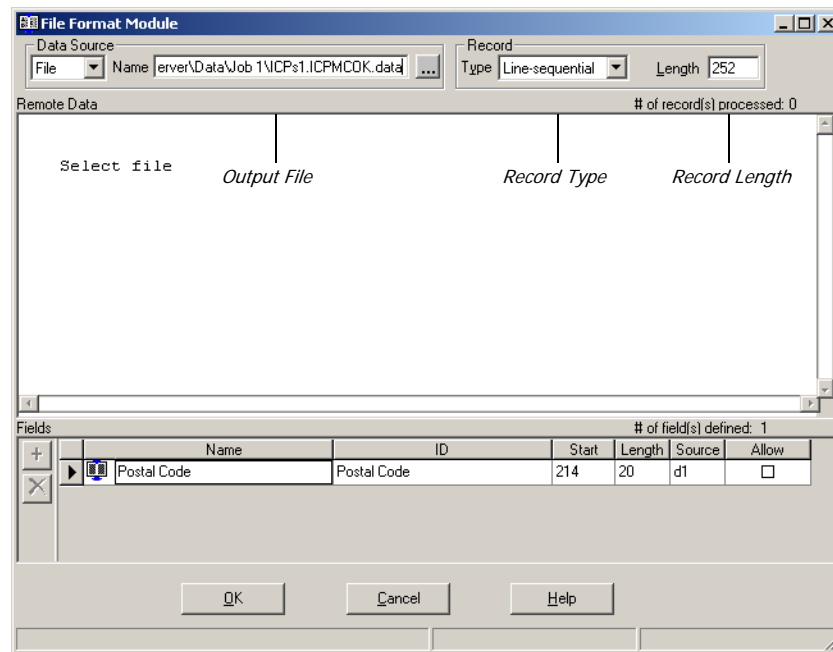 File Format Module
Data Source
Record
File Name erver\Data\Job 1\ICPs1.ICPMCOK.data ...
Type Line-sequential Length 252
Remote Data # of record(s) processed: 0
Select file
Output File Record Type Record Length
Fields # of field(s) defined: 1
Name ID Start Length Source Allow
Postal Code Postal Code 214 20 d1
OK Cancel Help